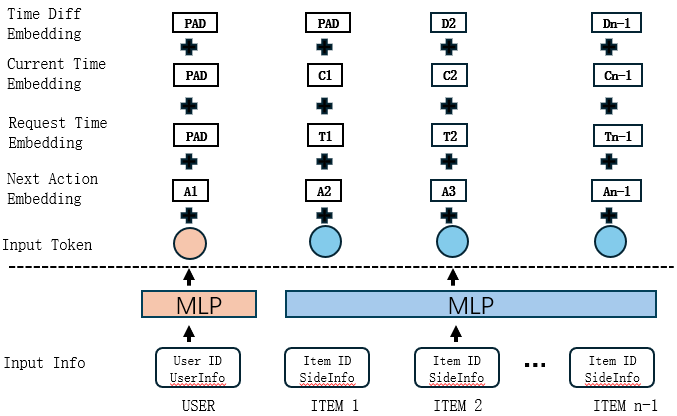 Time Diff
Embedding
PAD PAD D2 Dn-1
Current Time
Embedding
PAD C1 C2 Cn-1
Request Time
Embedding
PAD T1 T2 Tn-1
Next Action
Embedding
A1 A2 A3 An-1
Input Token
MLP MLP
Input Info
User ID Item ID Item ID ... Item ID
UserInfo SideInfo SideInfo SideInfo
USER ITEM 1 ITEM 2 ITEM n-1